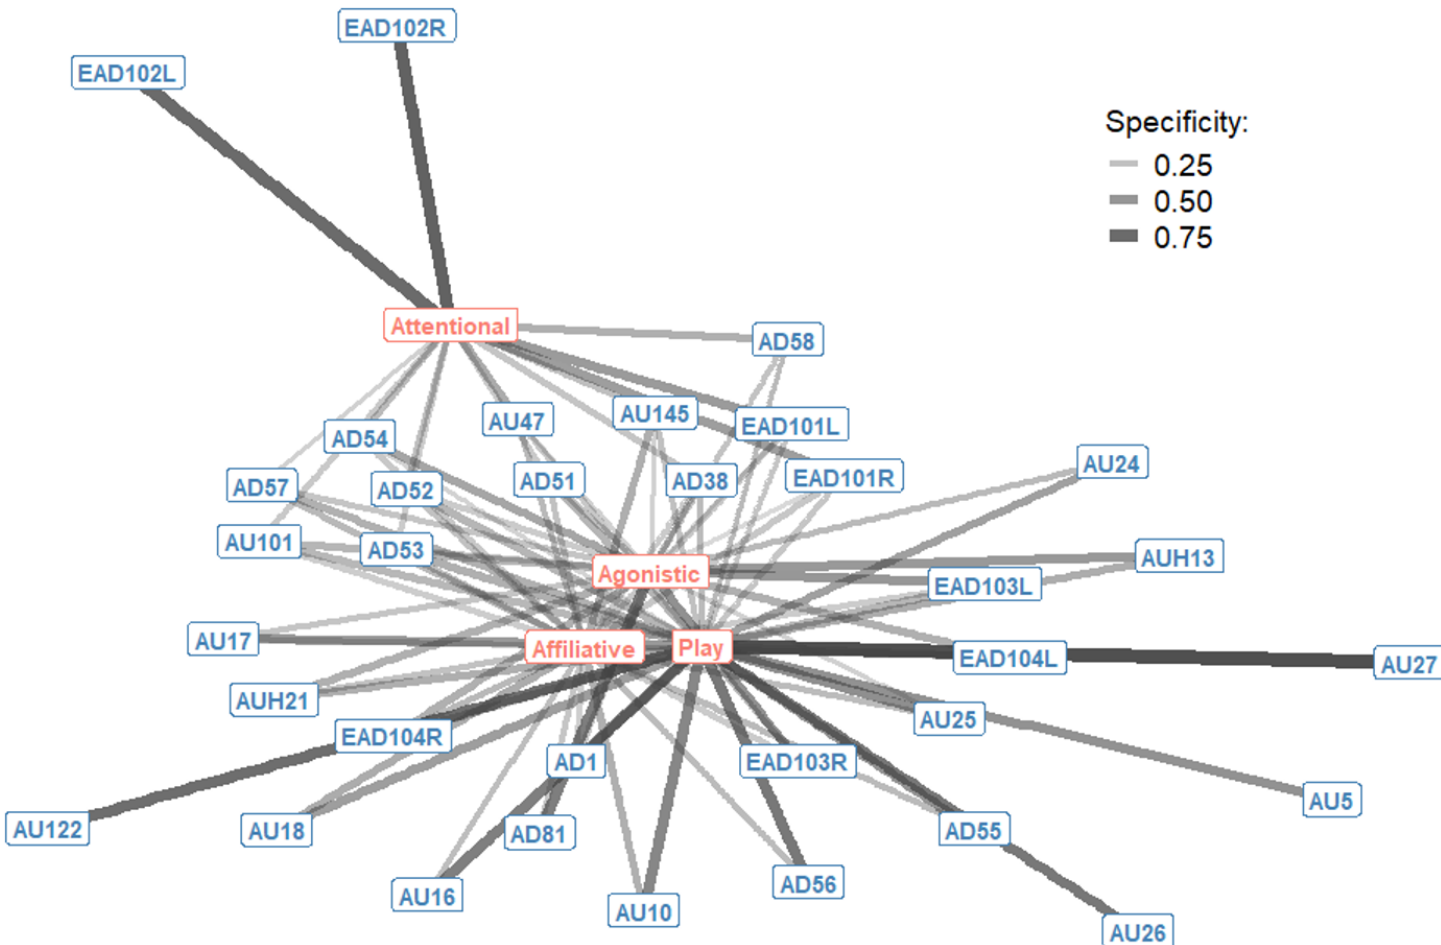 EAD102R
EAD102L
Specificity:
0.25
0.50
0.75
Attentional
AD58
AU47
AU145
EAD101L
AD54
AU24
EAD101R
AD57
AD52
AD51
AD38
AU101
AD53
AUH13
Agonistic
EAD103L
AU17
Affiliative
Play
EAD104L
AU27
AUH21
AU25
EAD104R
AD1
EAD103R
AU5
AU122
AU18
AD81
AD55
AU16
AD56
AU10
AU26